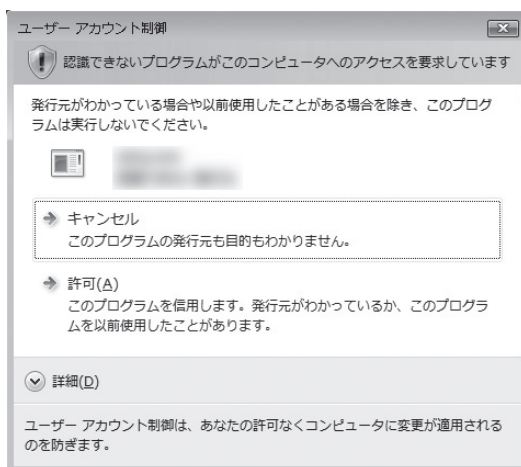 ユーザー アカウント制御
認識できないプログラムがこのコンピュータへのアクセスを要求しています
発行元がわかっている場合や以前使用したことがある場合を除き、このプログ
ラムは実行しないでください。
キャンセル
このプログラムの発行元も目的もわかりません。
許可(A)
このプログラムを信用します。発行元がわかっているか、このプログラ
ムを以前使用したことがあります。
詳細(D)
ユーザー アカウント制御は、あなたの許可なくコンピュータに変更が適用される
のを防ぎます。